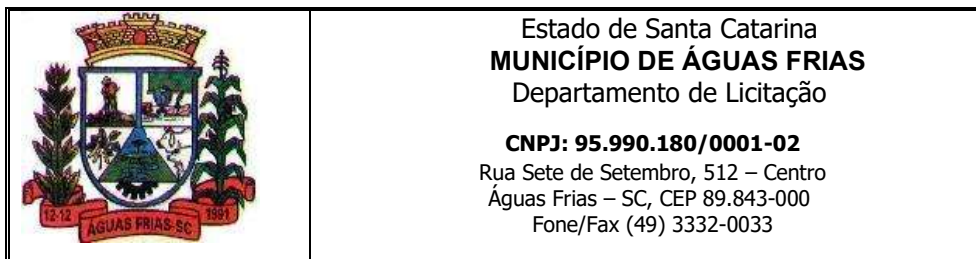 Estado de Santa Catarina
MUNICÍPIO DE ÁGUAS FRIAS
Departamento de Licitação
CNPJ: 95.990.180/0001-02
Rua Sete de Setembro, 512 – Centro
Águas Frias – SC, CEP 89.843-000
Fone/Fax (49) 3332-0033
12-12
ÁGUAS FRIAS-SC
1991